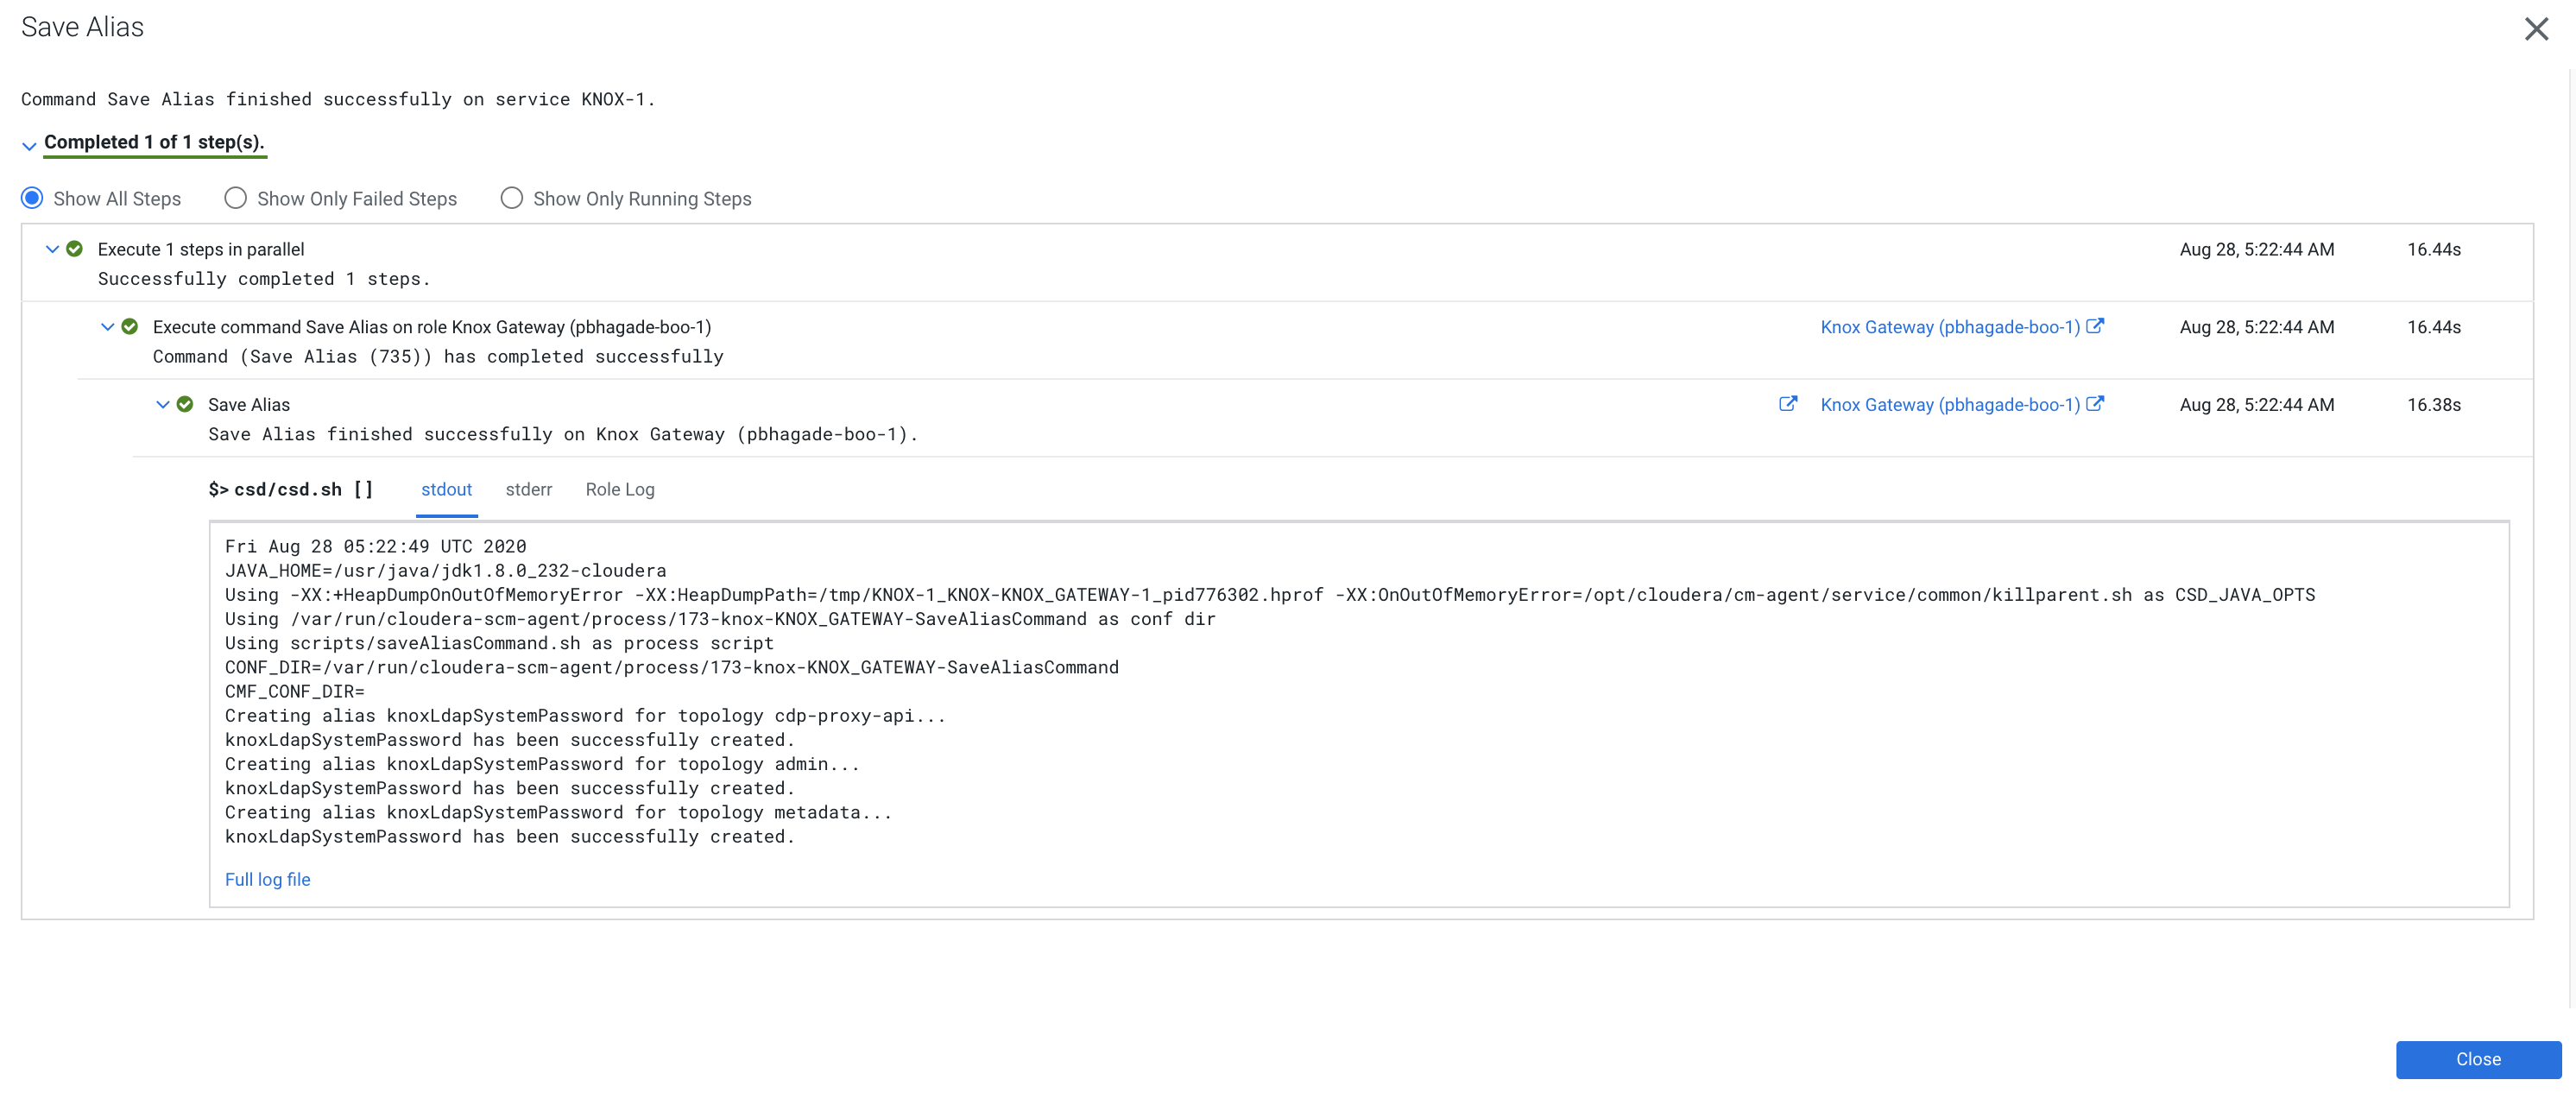 Save Alias
Command Save Alias finished successfully on service KNOX-1.
Completed 1 of 1 step(s).
Show All Steps Show Only Failed Steps Show Only Running Steps
Execute 1 steps in parallel Aug 28, 5:22:44 AM 16.44s
Successfully completed 1 steps.
Execute command Save Alias on role Knox Gateway (pbhagade-boo-1) Knox Gateway (pbhagade-boo-1) Aug 28, 5:22:44 AM 16.44s
Command (Save Alias (735)) has completed successfully
Save Alias Knox Gateway (pbhagade-boo-1) Aug 28, 5:22:44 AM 16.38s
Save Alias finished successfully on Knox Gateway (pbhagade-boo-1).
$> csd/csd.sh [] stdout stderr Role Log
Fri Aug 28 05:22:49 UTC 2020
JAVA_HOME=/usr/java/jdk1.8.0_232-cloudera
Using -XX:+HeapDumpOnOutOfMemoryError -XX:HeapDumpPath=/tmp/KNOX-1_KNOX-KNOX_GATEWAY-1_pid776302.hprof -XX:OnOutOfMemoryError=/opt/cloudera/cm-agent/service/common/killparent.sh as CSD_JAVA_OPTS
Using /var/run/cloudera-scm-agent/process/173-knox-KNOX_GATEWAY-SaveAliasCommand as conf dir
Using scripts/saveAliasCommand.sh as process script
CONF_DIR=/var/run/cloudera-scm-agent/process/173-knox-KNOX_GATEWAY-SaveAliasCommand
CMF_CONF_DIR=
Creating alias knoxLdapSystemPassword for topology cdp-proxy-api...
knoxLdapSystemPassword has been successfully created.
Creating alias knoxLdapSystemPassword for topology admin...
knoxLdapSystemPassword has been successfully created.
Creating alias knoxLdapSystemPassword for topology metadata...
knoxLdapSystemPassword has been successfully created.
Full log file
Close